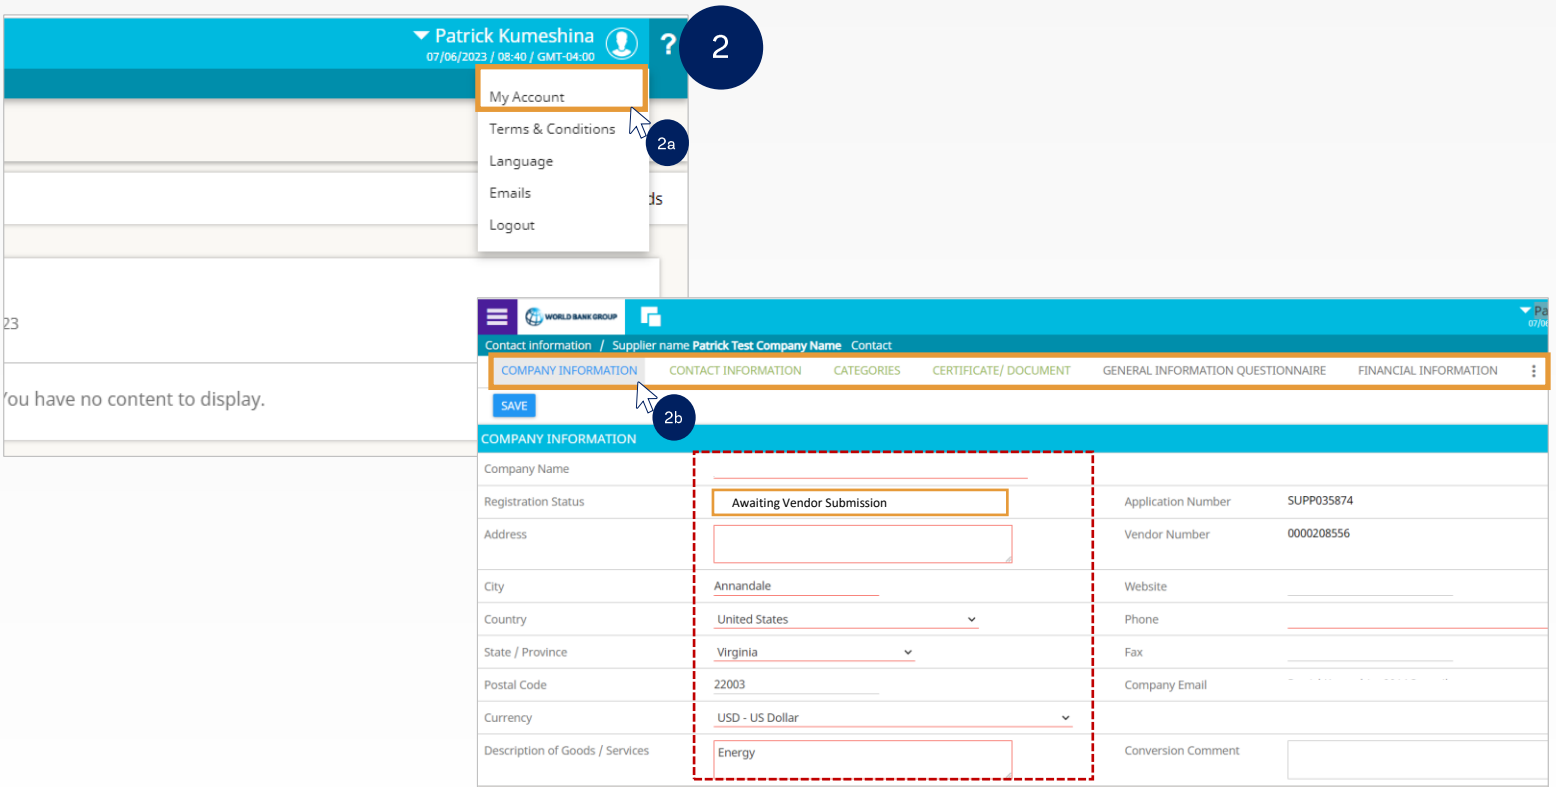 Patrick Kumeshina
?
2
07/06/2023 / 08:40 / GMT-04:00
My Account
Terms & Conditions
2a
Language
Emails
ds
Logout
23
You have no content to display.
WORLD BANK GROUP
Pa
07/06
Contact information / Supplier name Patrick Test Company Name Contact
COMPANY INFORMATION CONTACT INFORMATION CATEGORIES CERTIFICATE/ DOCUMENT GENERAL INFORMATION QUESTIONNAIRE FINANCIAL INFORMATION
SAVE
2b
COMPANY INFORMATION
Company Name
Registration Status Awaiting Vendor Submission Application Number SUPP035874
Address Vendor Number 0000208556
City Annandale Website
Country United States Phone
State / Province Virginia Fax
Postal Code 22003 Company Email
Currency USD - US Dollar
Description of Goods / Services Energy Conversion Comment